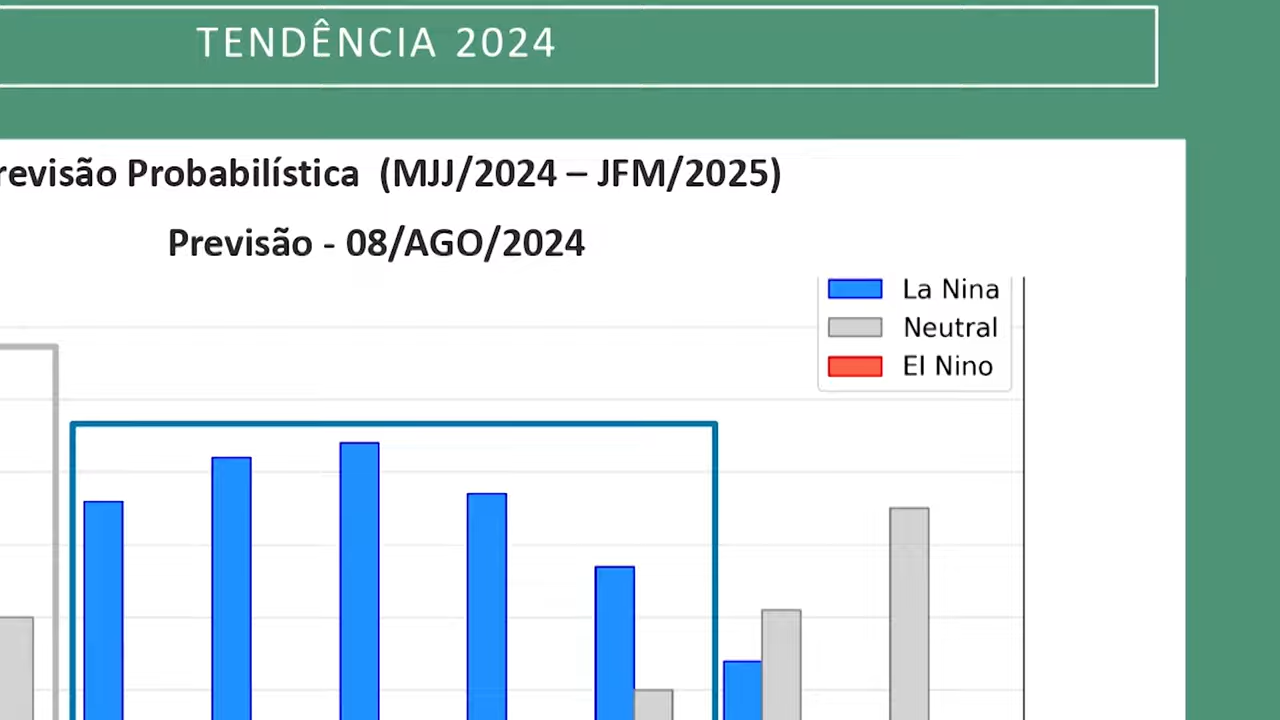 TENDÊNCIA 2024
revisão Probabilística (MJJ/2024 – JFM/2025)
Previsão - 08/AGO/2024
La Nina
Neutral
El Nino